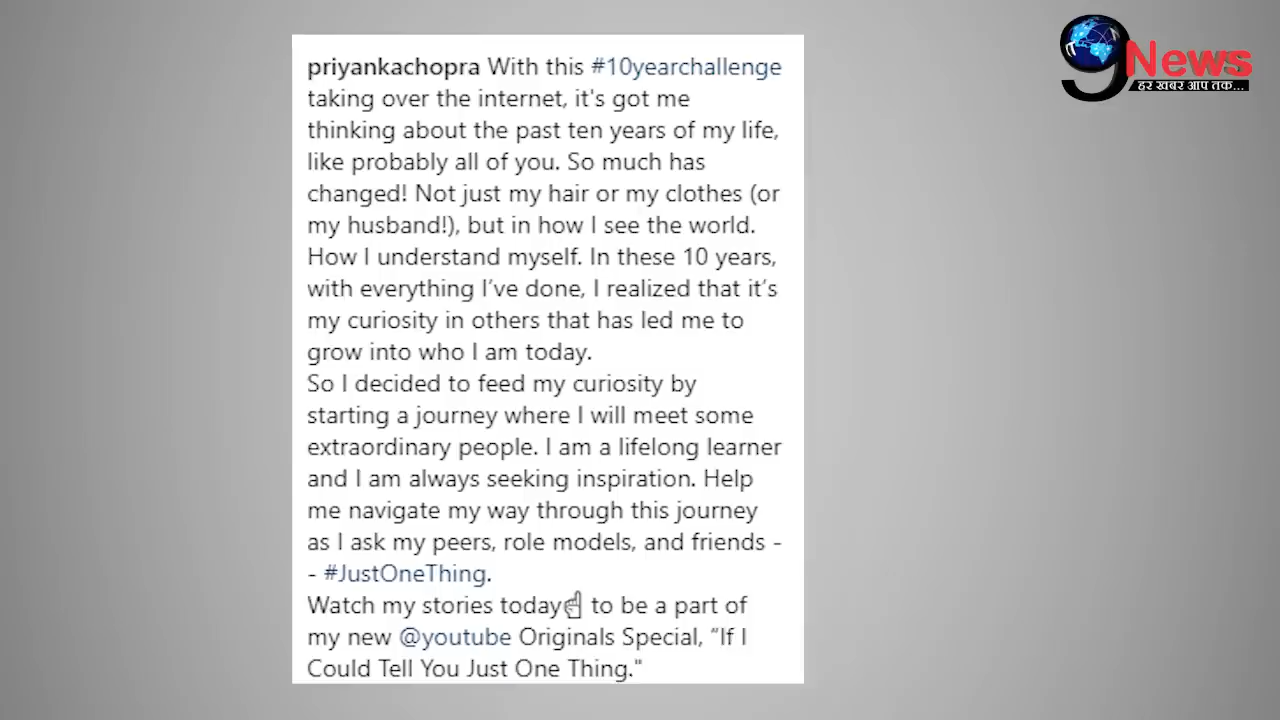 priyankachopra With this #10yearchallenge
taking over the internet, it's got me
thinking about the past ten years of my life,
like probably all of you. So much has
changed! Not just my hair or my clothes (or
my husband!), but in how I see the world.
How I understand myself. In these 10 years,
with everything I’ve done, I realized that it’s
my curiosity in others that has led me to
grow into who I am today.
So I decided to feed my curiosity by
starting a journey where I will meet some
extraordinary people. I am a lifelong learner
and I am always seeking inspiration. Help
me navigate my way through this journey
as I ask my peers, role models, and friends -
- #JustOneThing.
Watch my stories today☝ to be a part of
my new @youtube Originals Special, “If I
Could Tell You Just One Thing."
9News
हर खबर आप तक...